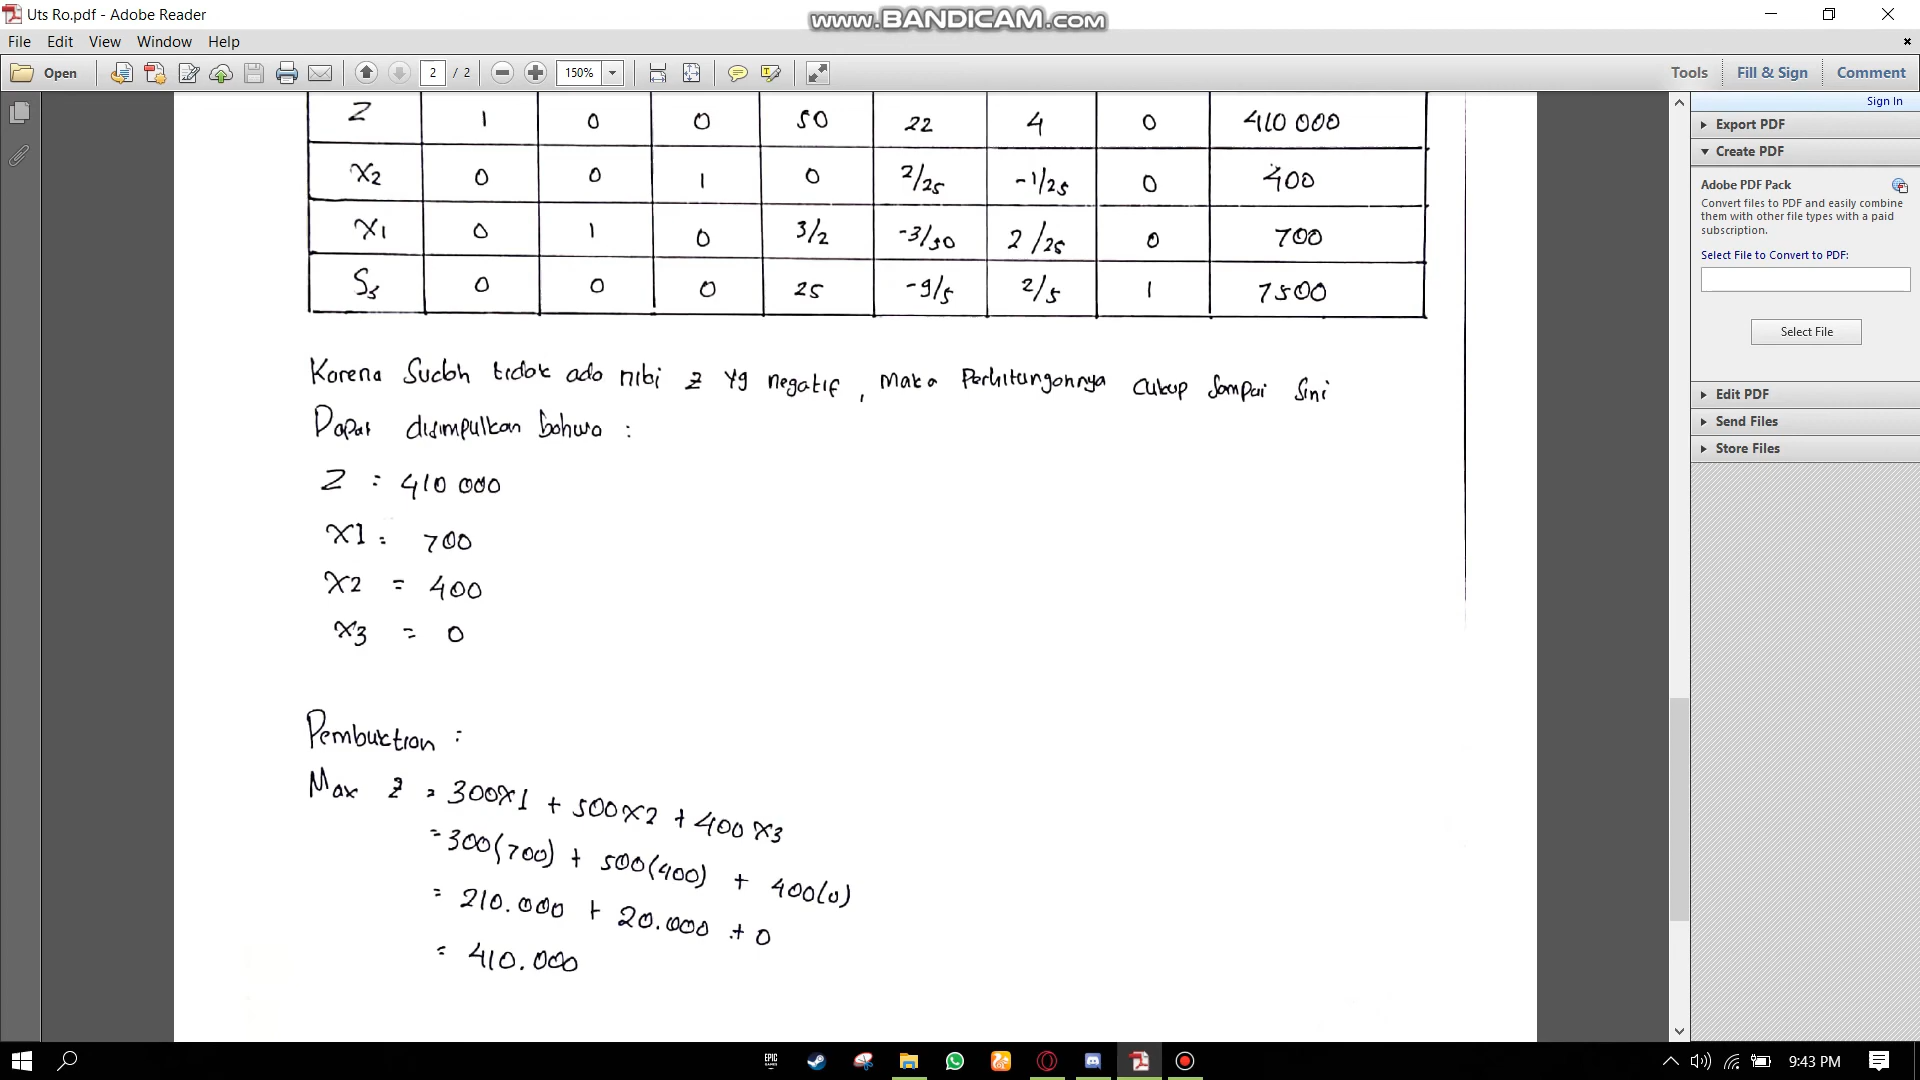 Uts Ro.pdf - Adobe Reader
www.BANDICAM.com
File Edit View Window Help
Open 2 / 2 150% Tools Fill & Sign Comment
Sign In
Export PDF
Create PDF
Adobe PDF Pack
Convert files to PDF and easily combine
them with other file types with a paid
subscription.
Select File to Convert to PDF:
Select File
Edit PDF
Send Files
Store Files
Z 1 0 0 50 22 4 0 410 000
X2 0 0 1 0 2/25 -1/25 0 400
X1 0 1 0 3/2 -3/50 2/25 0 700
S3 0 0 0 25 -9/5 2/5 1 7500
Karena Sudah tidak ada nilai z yg negatif, maka Perhitungannya cukup Sampai Sini
Dapat disimpulkan bahwa :
Z = 410 000
X1 = 700
X2 = 400
X3 = 0
Pembuktian :
Max z = 300X1 + 500X2 + 400X3
= 300(700) + 500(400) + 400(0)
= 210.000 + 20.000 + 0
= 410.000
EPIC GAMES
9:43 PM